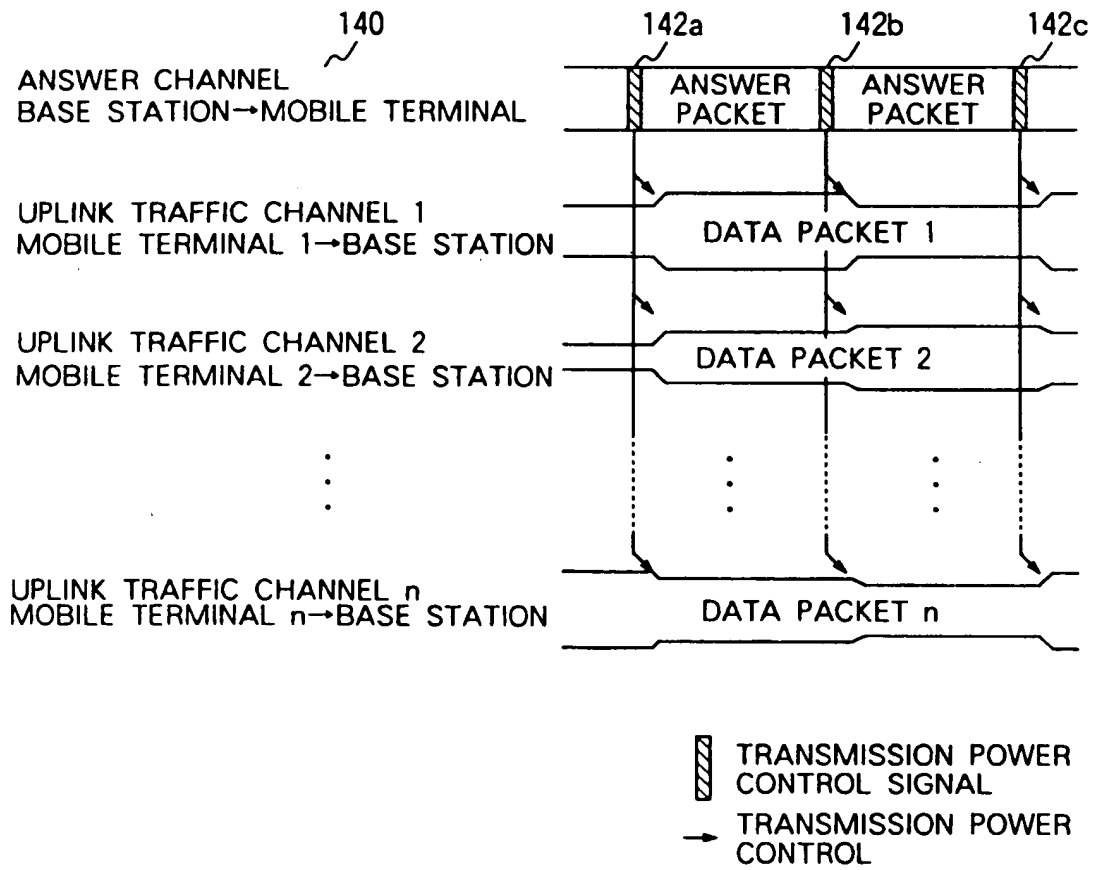 140
142a
142b
142c
ANSWER CHANNEL
BASE STATION→MOBILE TERMINAL
ANSWER
PACKET
ANSWER
PACKET
UPLINK TRAFFIC CHANNEL 1
MOBILE TERMINAL 1→BASE STATION
DATA PACKET 1
UPLINK TRAFFIC CHANNEL 2
MOBILE TERMINAL 2→BASE STATION
DATA PACKET 2
UPLINK TRAFFIC CHANNEL n
MOBILE TERMINAL n→BASE STATION
DATA PACKET n
TRANSMISSION POWER
CONTROL SIGNAL
TRANSMISSION POWER
CONTROL